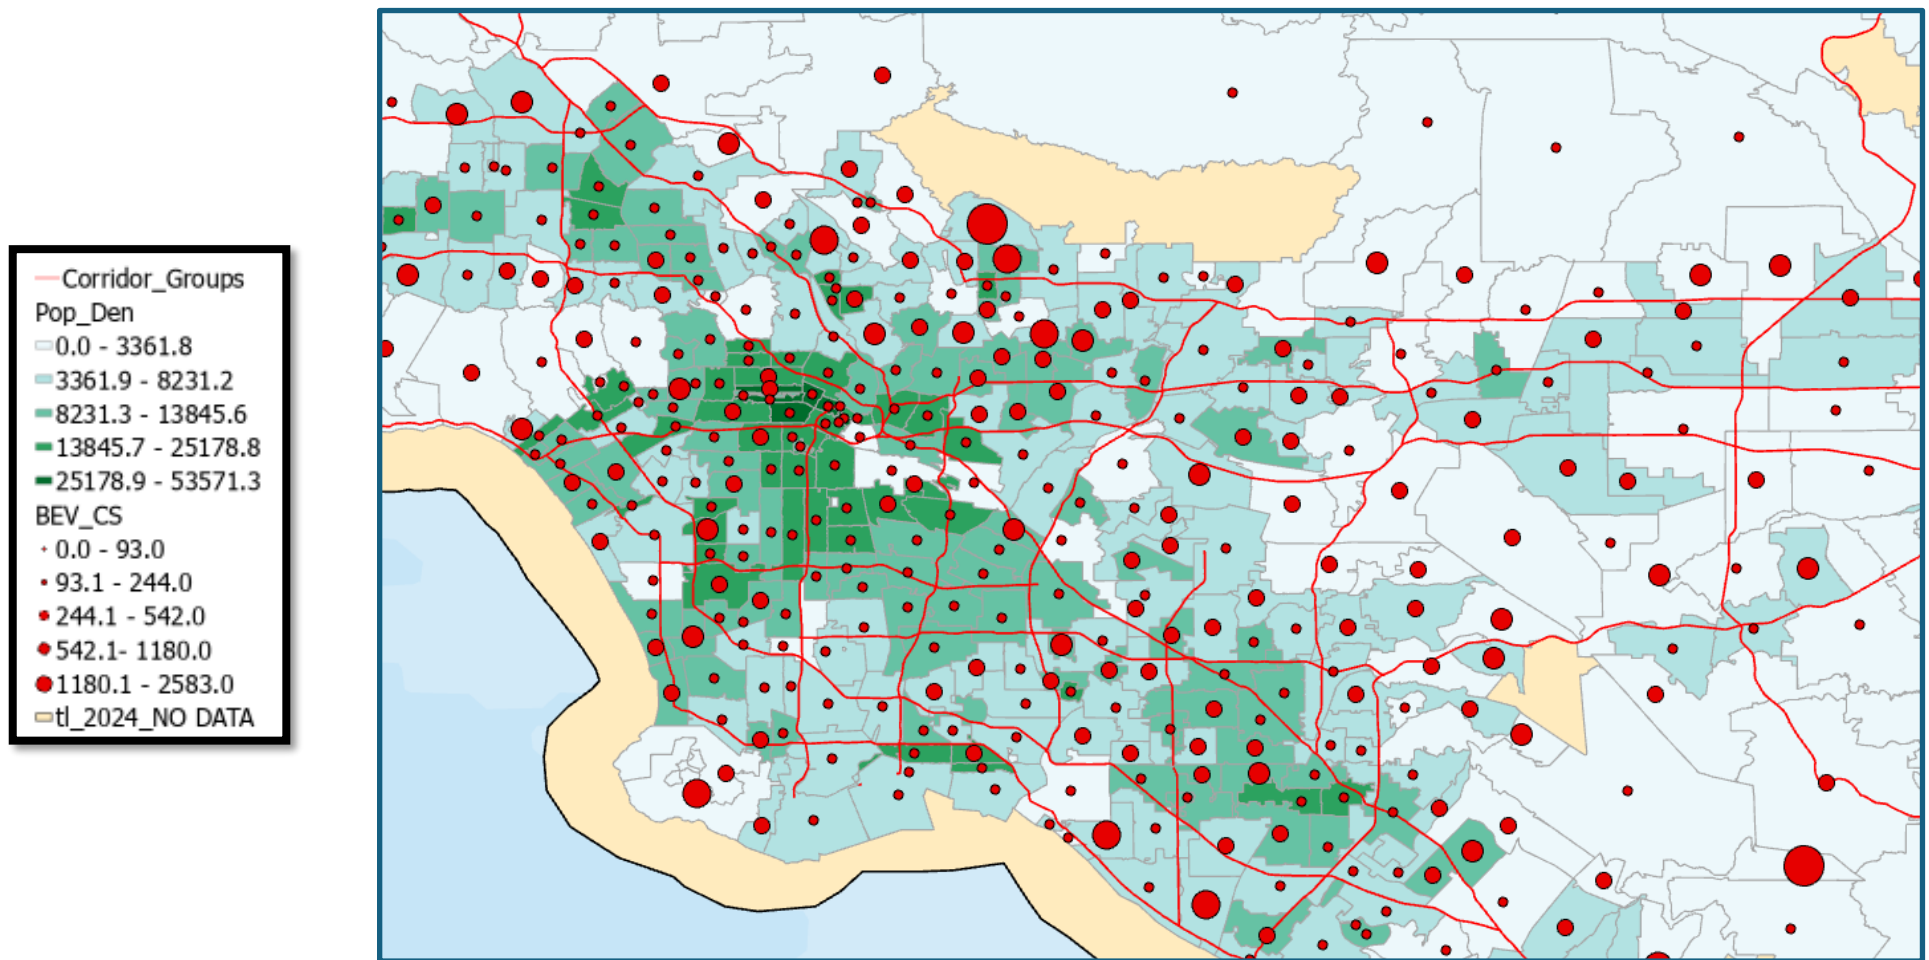 Corridor_Groups
Pop_Den
0.0 - 3361.8
3361.9 - 8231.2
8231.3 - 13845.6
13845.7 - 25178.8
25178.9 - 53571.3
BEV_CS
0.0 - 93.0
93.1 - 244.0
244.1 - 542.0
542.1- 1180.0
1180.1 - 2583.0
tl_2024_NO DATA